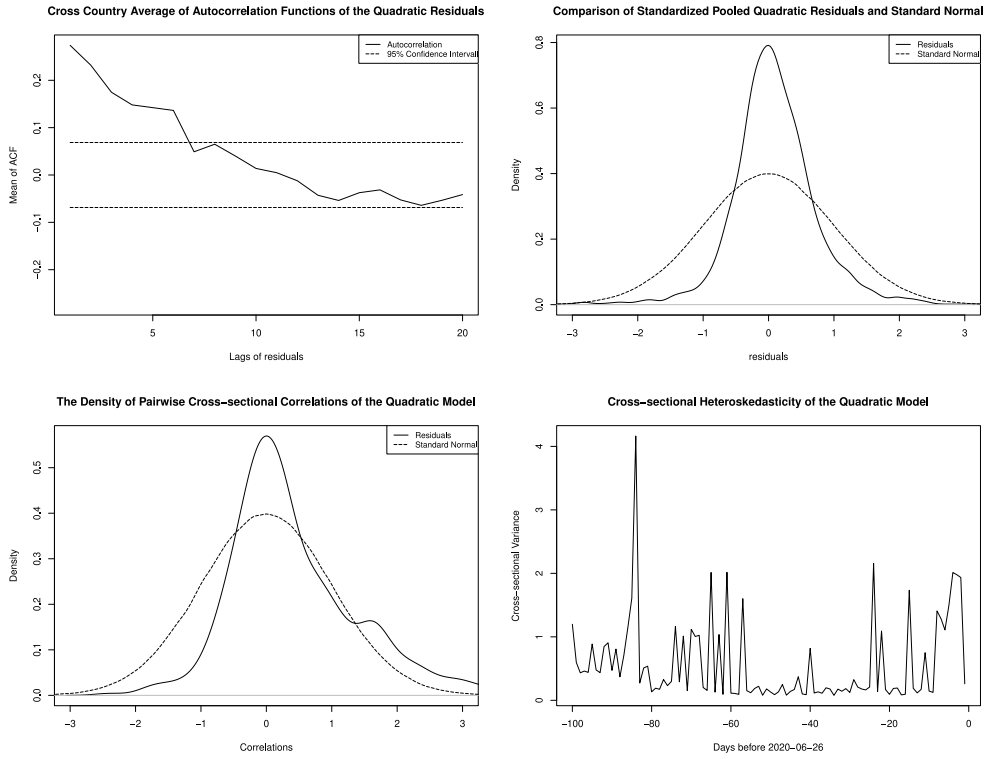 Cross Country Average of Autocorrelation Functions of the Quadratic Residuals
Autocorrelation
95% Confidence Intervall
Mean of ACF
0.2
0.1
0.0
−0.1
−0.2
5
10
15
20
Lags of residuals
Comparison of Standardized Pooled Quadratic Residuals and Standard Normal
Residuals
Standard Normal
Density
0.8
0.6
0.4
0.2
0.0
−3
−2
−1
0
1
2
3
residuals
The Density of Pairwise Cross−sectional Correlations of the Quadratic Model
Residuals
Standard Normal
Density
0.5
0.4
0.3
0.2
0.1
0.0
−3
−2
−1
0
1
2
3
Correlations
Cross−sectional Heteroskedasticity of the Quadratic Model
Cross−sectional Variance
4
3
2
1
0
−100
−80
−60
−40
−20
0
Days before 2020−06−26